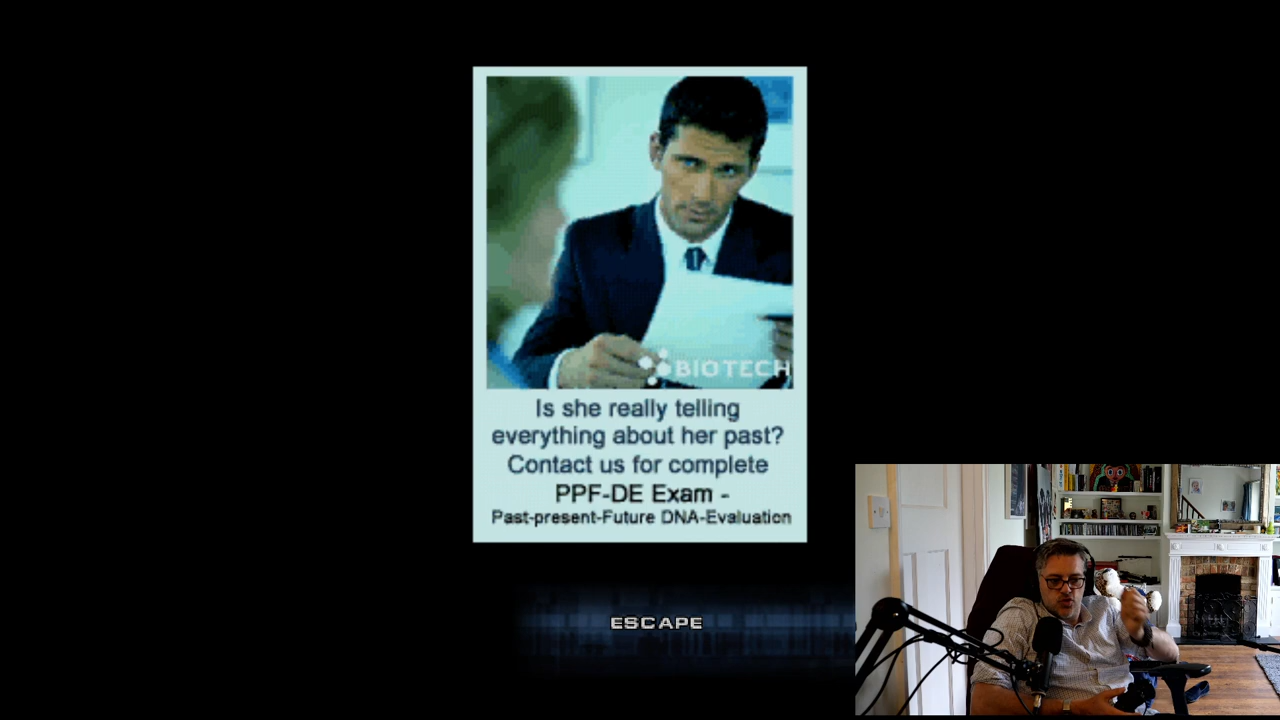 BIOTECH
Is she really telling
everything about her past?
Contact us for complete
PPF-DE Exam -
Past-present-Future DNA-Evaluation
ESCAPE